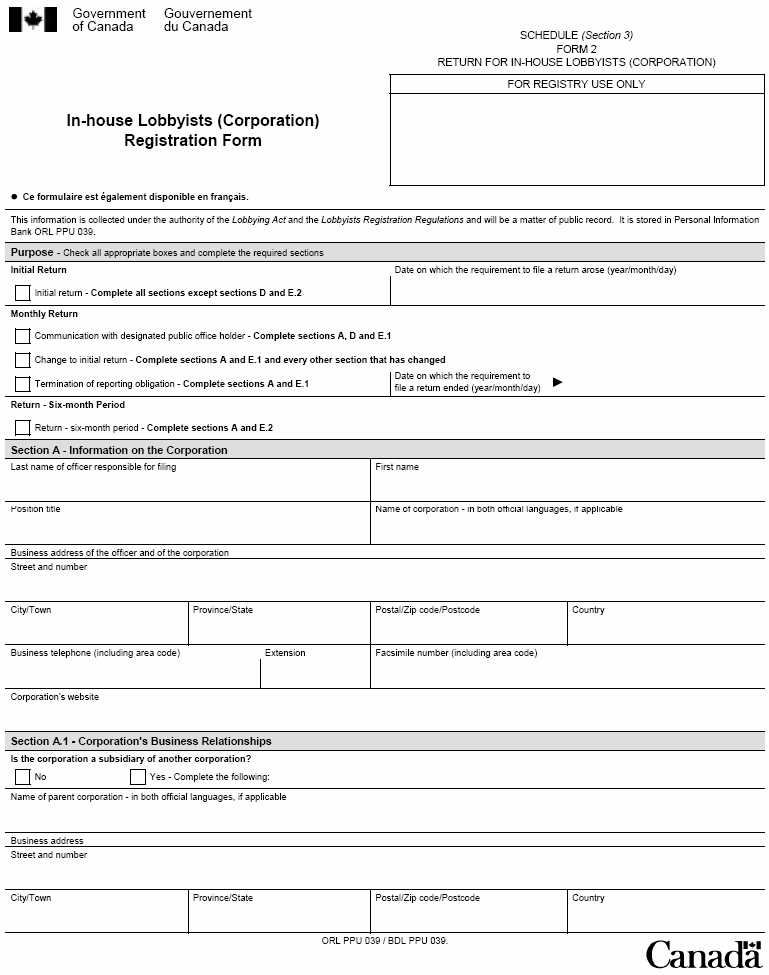 Government of Canada
Gouvernement du Canada
SCHEDULE (Section 3)
FORM 2
RETURN FOR IN-HOUSE LOBBYISTS (CORPORATION)
FOR REGISTRY USE ONLY
In-house Lobbyists (Corporation)
Registration Form
● Ce formulaire est également disponible en français.
This information is collected under the authority of the Lobbying Act and the Lobbyists Registration Regulations and will be a matter of public record. It is stored in Personal Information
Bank ORL PPU 039.
Purpose - Check all appropriate boxes and complete the required sections
Initial Return
Date on which the requirement to file a return arose (year/month/day)
Initial return - Complete all sections except sections D and E.2
Monthly Return
Communication with designated public office holder - Complete sections A, D and E.1
Change to initial return - Complete sections A and E.1 and every other section that has changed
Termination of reporting obligation - Complete sections A and E.1
Date on which the requirement to
file a return ended (year/month/day) ►
Return - Six-month Period
Return - six-month period - Complete sections A and E.2
Section A - Information on the Corporation
Last name of officer responsible for filing
First name
Position title
Name of corporation - in both official languages, if applicable
Business address of the officer and of the corporation
Street and number
City/Town
Province/State
Postal/Zip code/Postcode
Country
Business telephone (including area code)
Extension
Facsimile number (including area code)
Corporation's website
Section A.1 - Corporation's Business Relationships
Is the corporation a subsidiary of another corporation?
No
Yes - Complete the following:
Name of parent corporation - in both official languages, if applicable
Business address
Street and number
City/Town
Province/State
Postal/Zip code/Postcode
Country
ORL PPU 039 / BDL PPU 039.
Canada